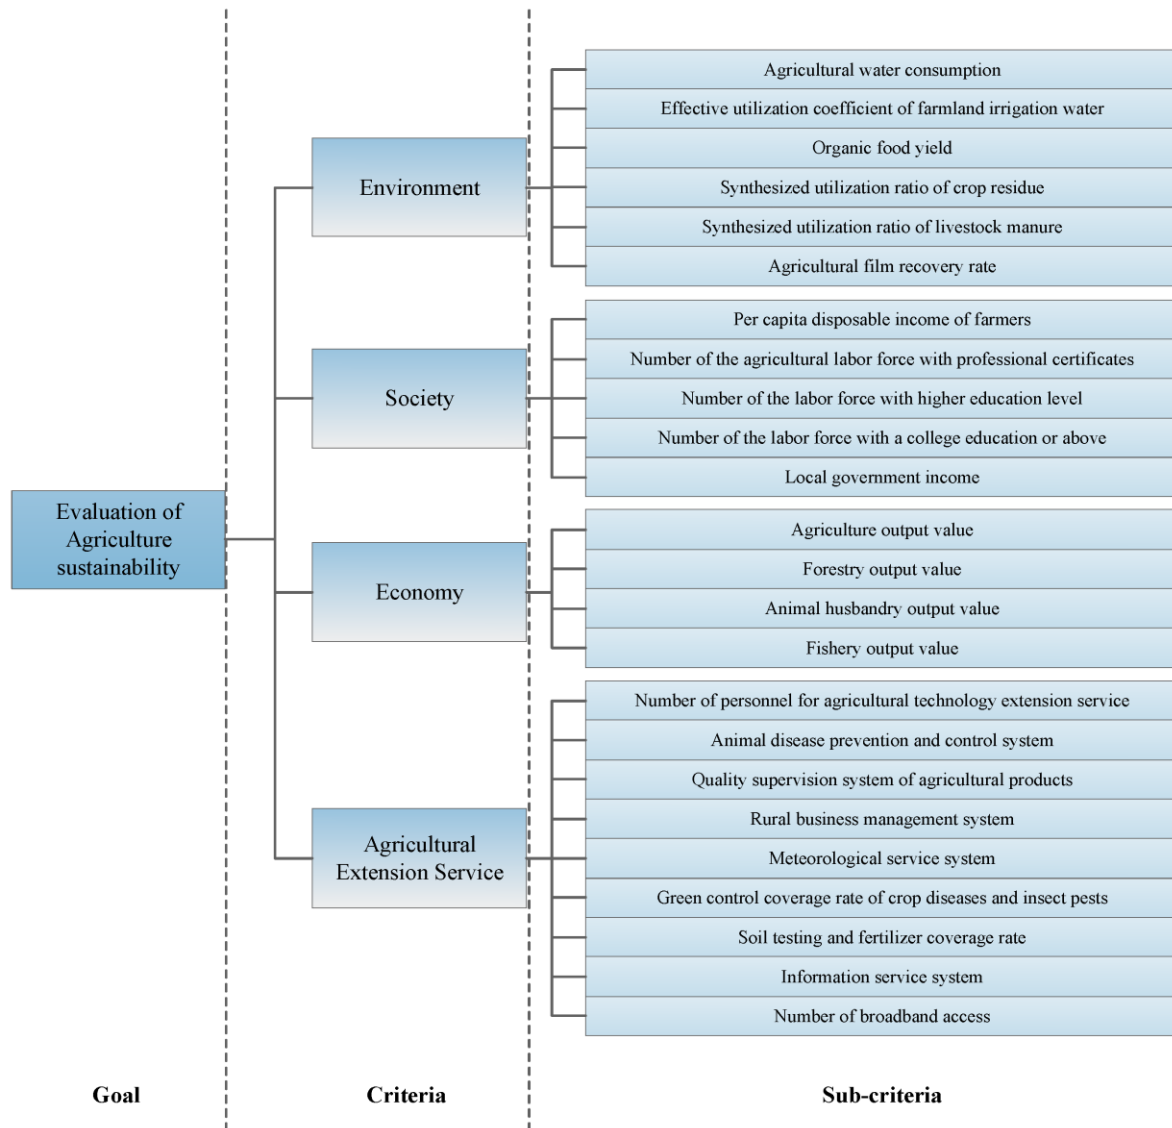 Evaluation of
Agriculture
sustainability
Environment
Agricultural water consumption
Effective utilization coefficient of farmland irrigation water
Organic food yield
Synthesized utilization ratio of crop residue
Synthesized utilization ratio of livestock manure
Agricultural film recovery rate
Society
Per capita disposable income of farmers
Number of the agricultural labor force with professional certificates
Number of the labor force with higher education level
Number of the labor force with a college education or above
Local government income
Economy
Agriculture output value
Forestry output value
Animal husbandry output value
Fishery output value
Agricultural
Extension Service
Number of personnel for agricultural technology extension service
Animal disease prevention and control system
Quality supervision system of agricultural products
Rural business management system
Meteorological service system
Green control coverage rate of crop diseases and insect pests
Soil testing and fertilizer coverage rate
Information service system
Number of broadband access
Goal
Criteria
Sub-criteria